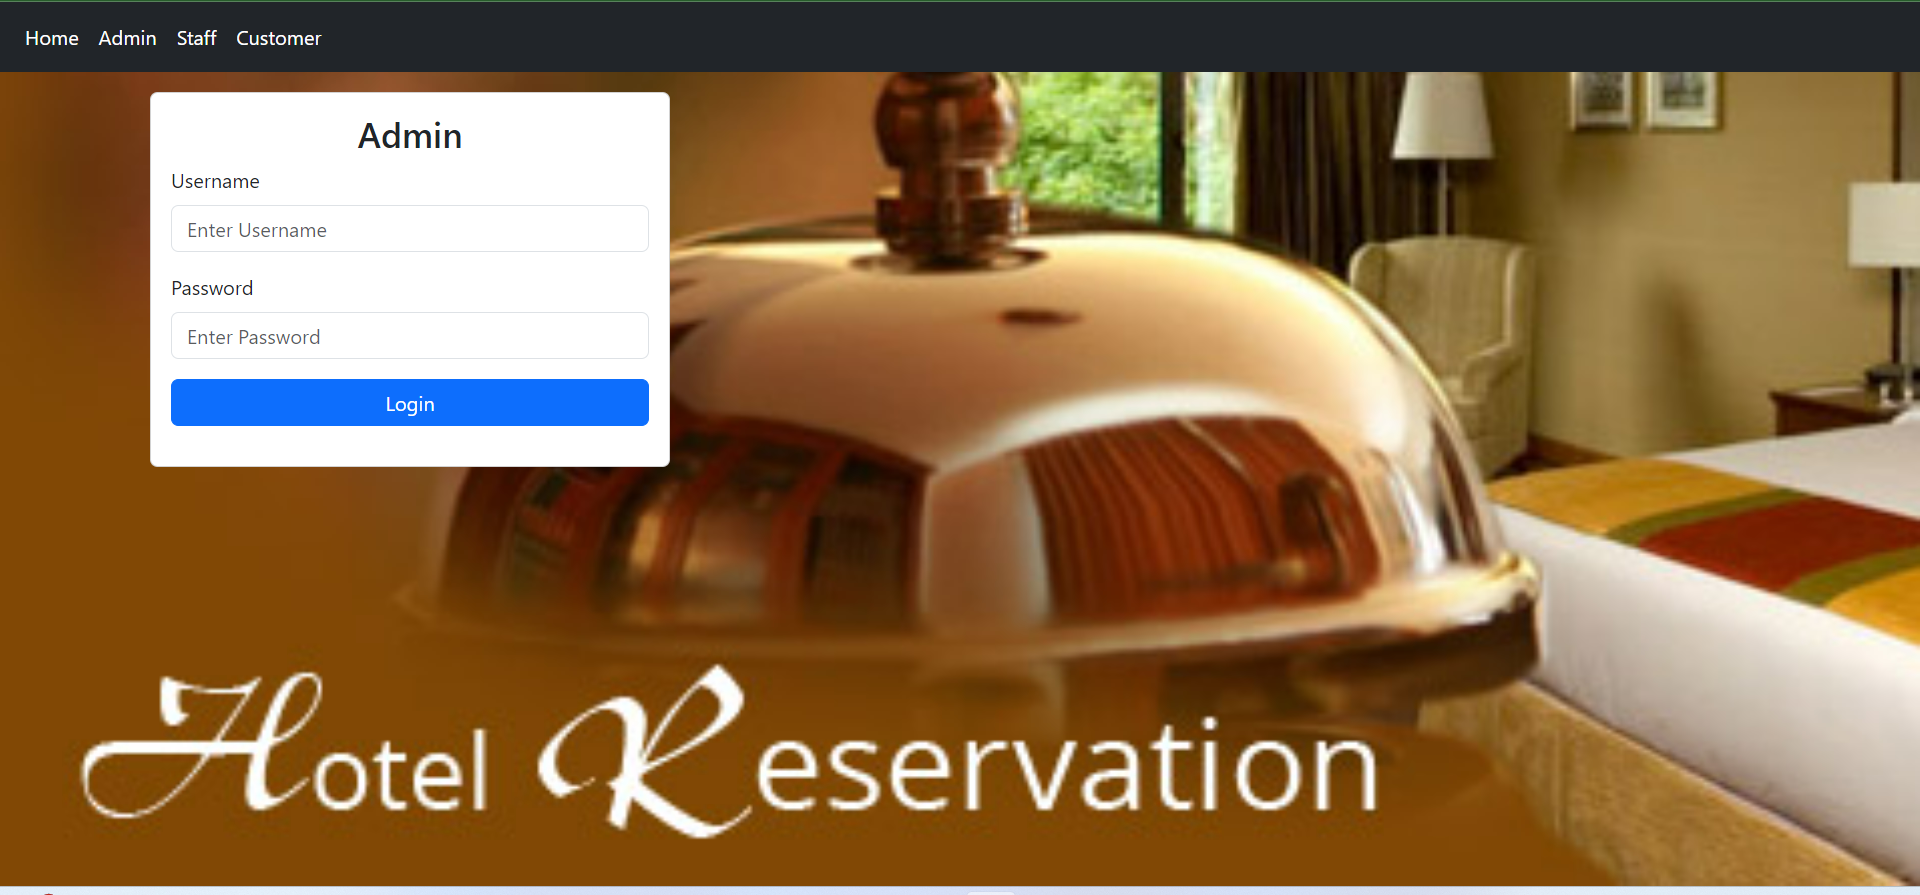 Home Admin Staff Customer
Admin
Username
Enter Username
Password
Enter Password
Login
Hotel Reservation